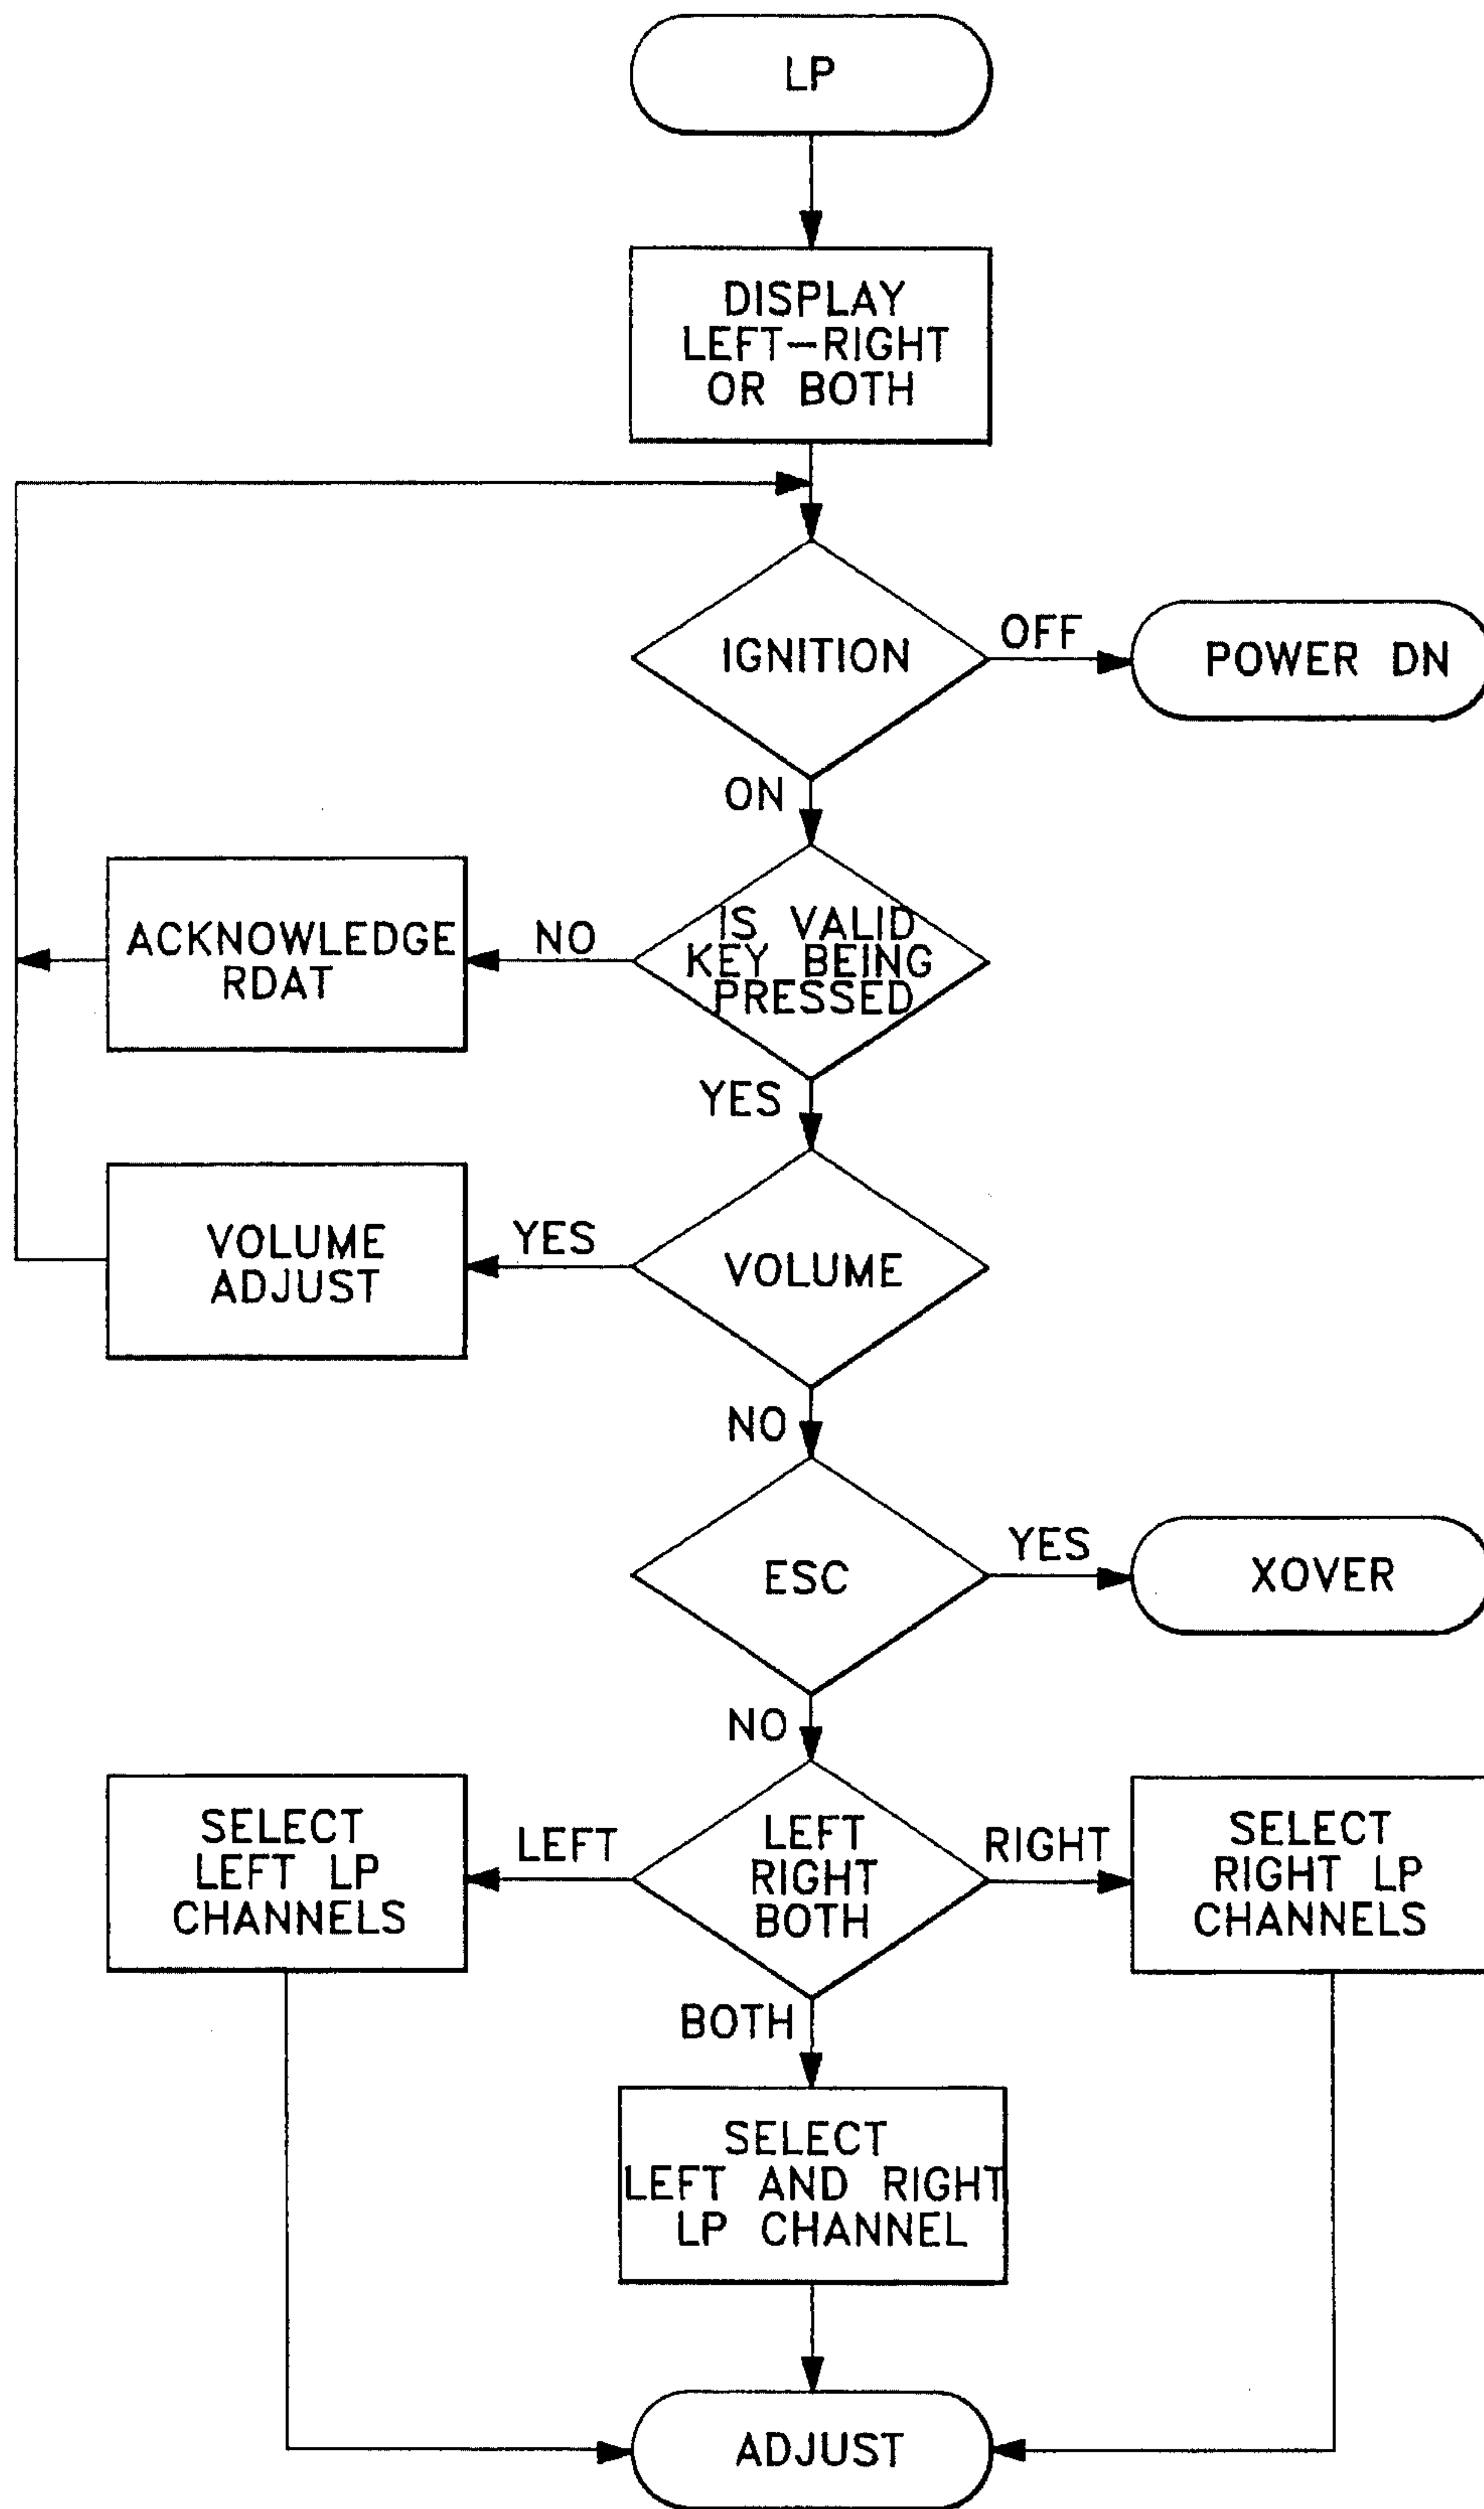 LP
DISPLAY
LEFT-RIGHT
OR BOTH
IGNITION
OFF
POWER DN
ON
IS VALID
KEY BEING
PRESSED
NO
ACKNOWLEDGE
RDAT
YES
VOLUME
YES
VOLUME
ADJUST
NO
ESC
YES
XOVER
NO
LEFT
RIGHT
BOTH
LEFT
SELECT
LEFT LP
CHANNELS
RIGHT
SELECT
RIGHT LP
CHANNELS
BOTH
SELECT
LEFT AND RIGHT
LP CHANNEL
ADJUST